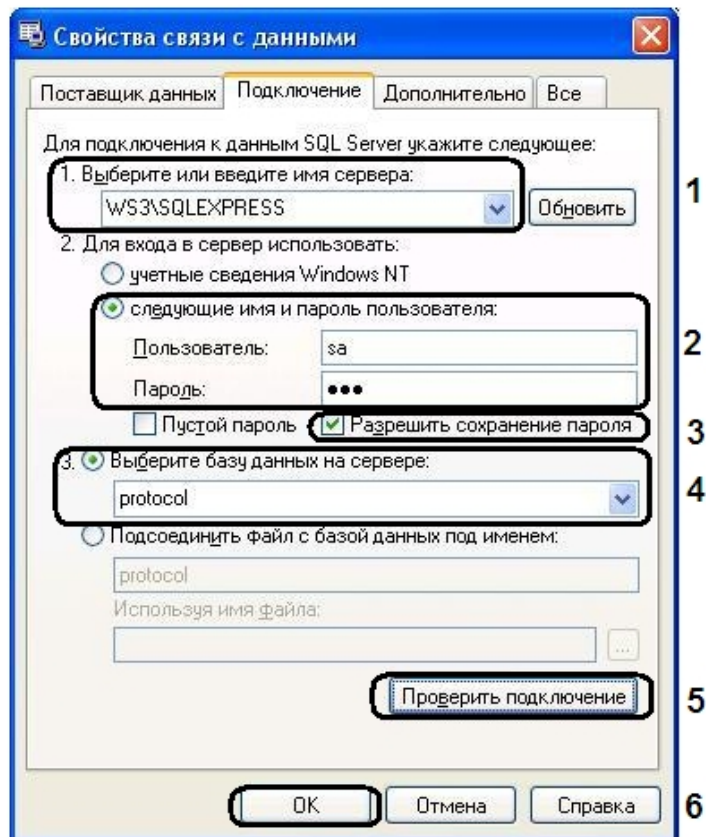 Свойства связи с данными
Поставщик данных Подключение Дополнительно Все
Для подключения к данным SQL Server укажите следующее:
1. Выберите или введите имя сервера:
1
WS3\SQLEXPRESS Обновить
2. Для входа в сервер использовать:
учетные сведения Windows NT
следующие имя и пароль пользователя:
Пользователь: sa
2
Пароль: •••
Пустой пароль Разрешить сохранение пароля
3
3. Выберите базу данных на сервере:
protocol
4
Подсоединить файл с базой данных под именем:
protocol
Используя имя файла:
...
Проверить подключение
5
OK Отмена Справка
6